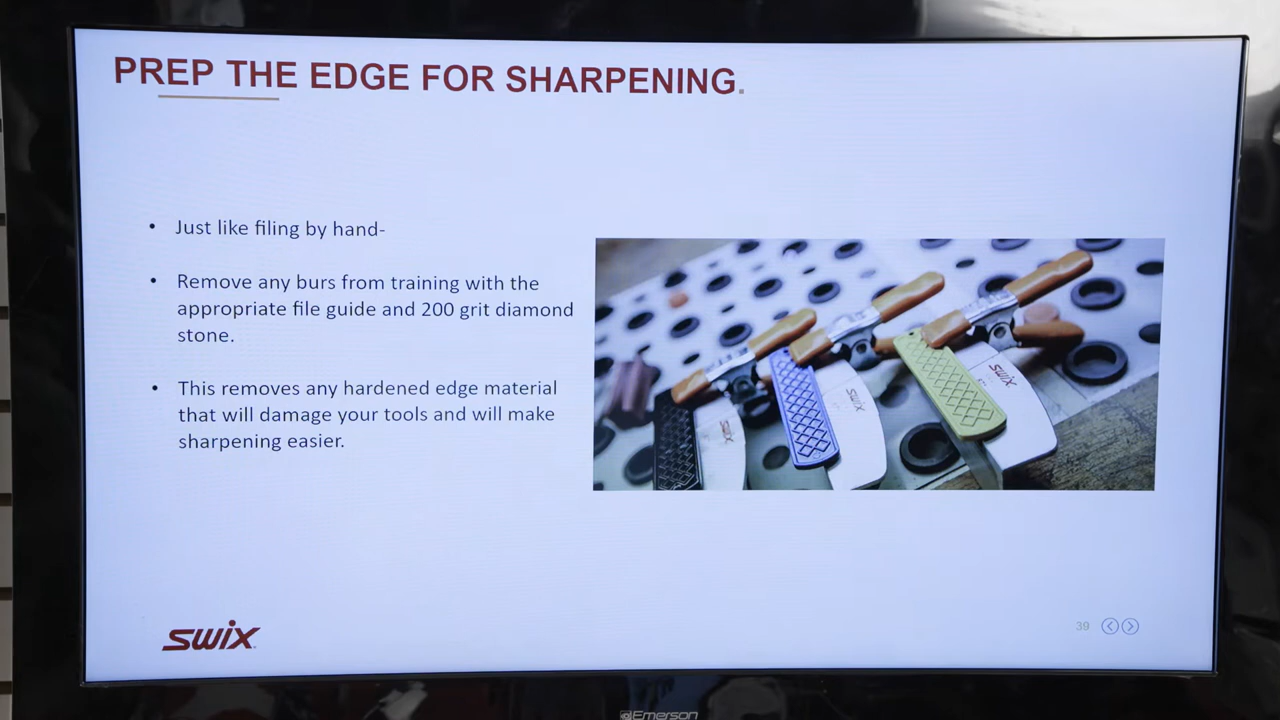 PREP THE EDGE FOR SHARPENING.
• Just like filing by hand-
• Remove any burs from training with the
appropriate file guide and 200 grit diamond
stone.
• This removes any hardened edge material
that will damage your tools and will make
sharpening easier.
swix
swix
swix
swix
39
Emerson